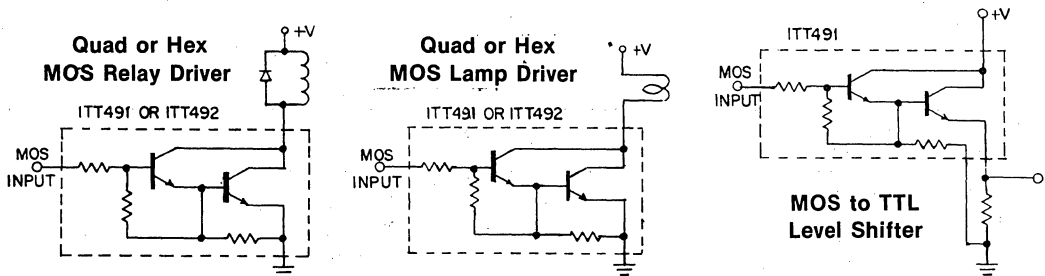 Quad or Hex
MOS Relay Driver
+V
ITT491 OR ITT492
MOS
INPUT
Quad or Hex
MOS Lamp Driver
+V
ITT491 OR ITT492
MOS
INPUT
+V
ITT491
MOS
INPUT
MOS to TTL
Level Shifter